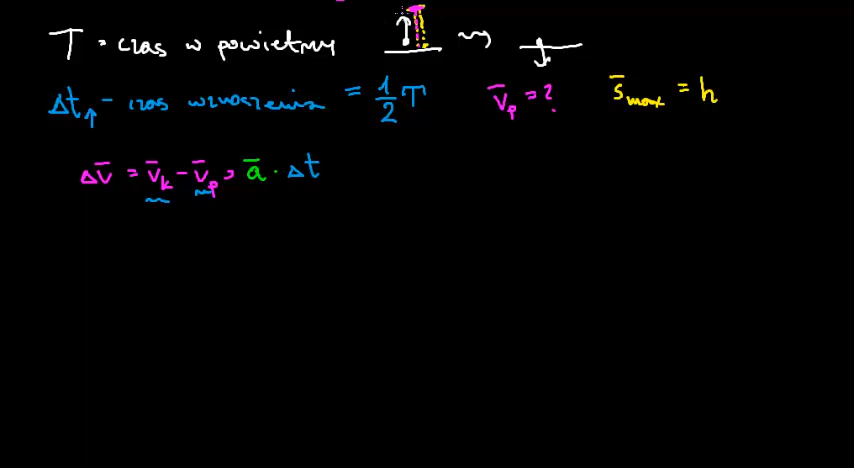 T = czas w powietrzu
Δt↑ - czas wznoszenia = 1/2 T
v̄p = ?
s̄max = h
Δv̄ = v̄k - v̄p = ā · Δt